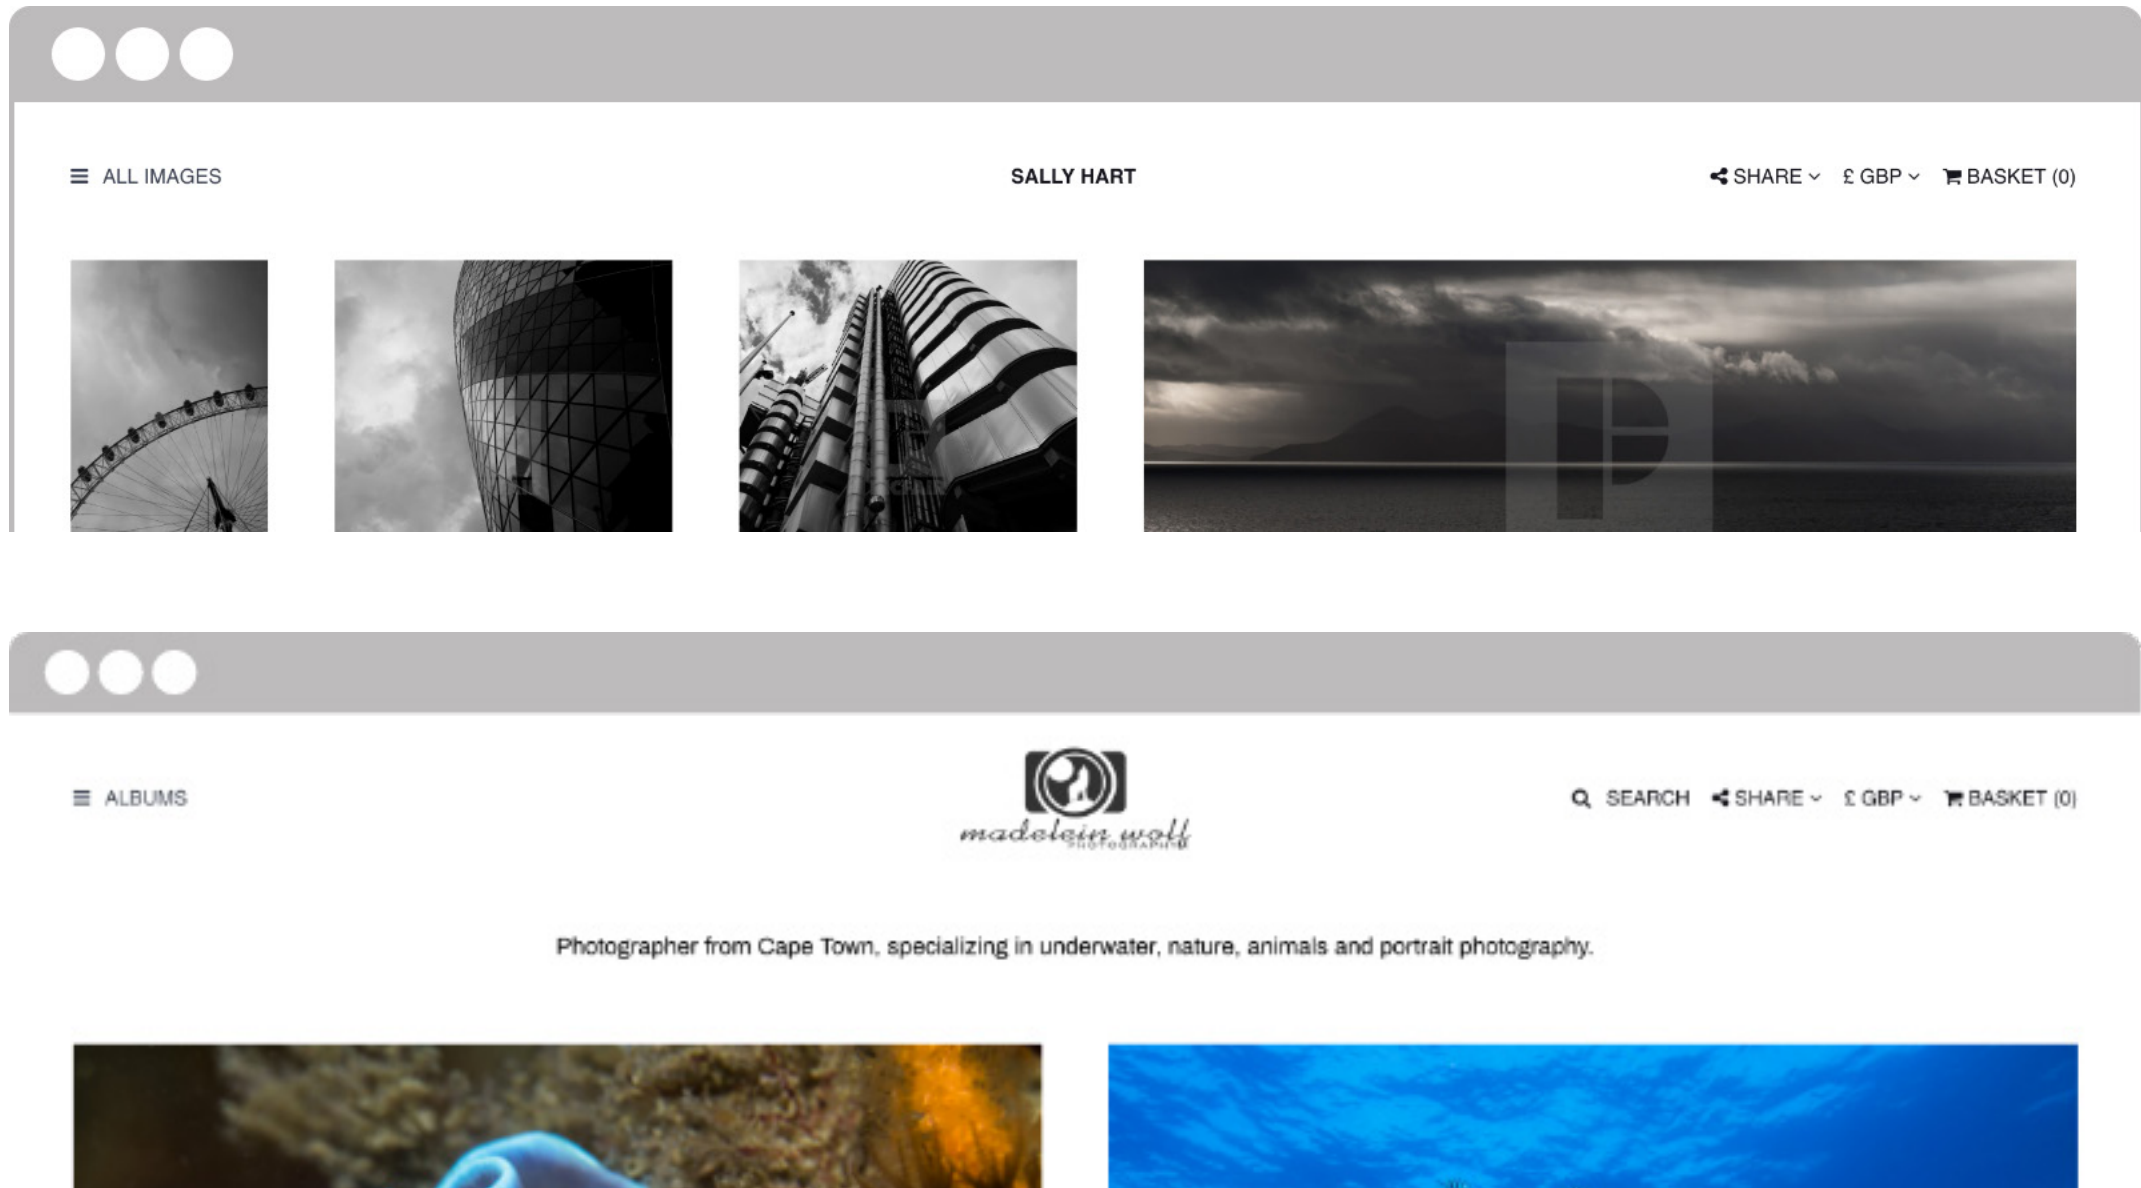 ALL IMAGES
SALLY HART
SHARE
£ GBP
BASKET (0)
ALBUMS
madelein wolf
PHOTOGRAPHY
SEARCH
SHARE
£ GBP
BASKET (0)
Photographer from Cape Town, specializing in underwater, nature, animals and portrait photography.